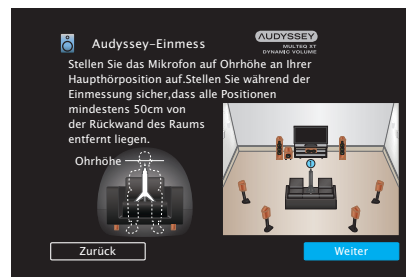 Audyssey-Einmess
AUDYSSEY
MULTEQ XT
DYNAMIC VOLUME
Stellen Sie das Mikrofon auf Ohrhöhe an Ihrer
Haupthörposition auf.Stellen Sie während der
Einmessung sicher,dass alle Positionen
mindestens 50cm von
der Rückwand des Raums
entfernt liegen.
Ohrhöhe
1
Zurück
Weiter